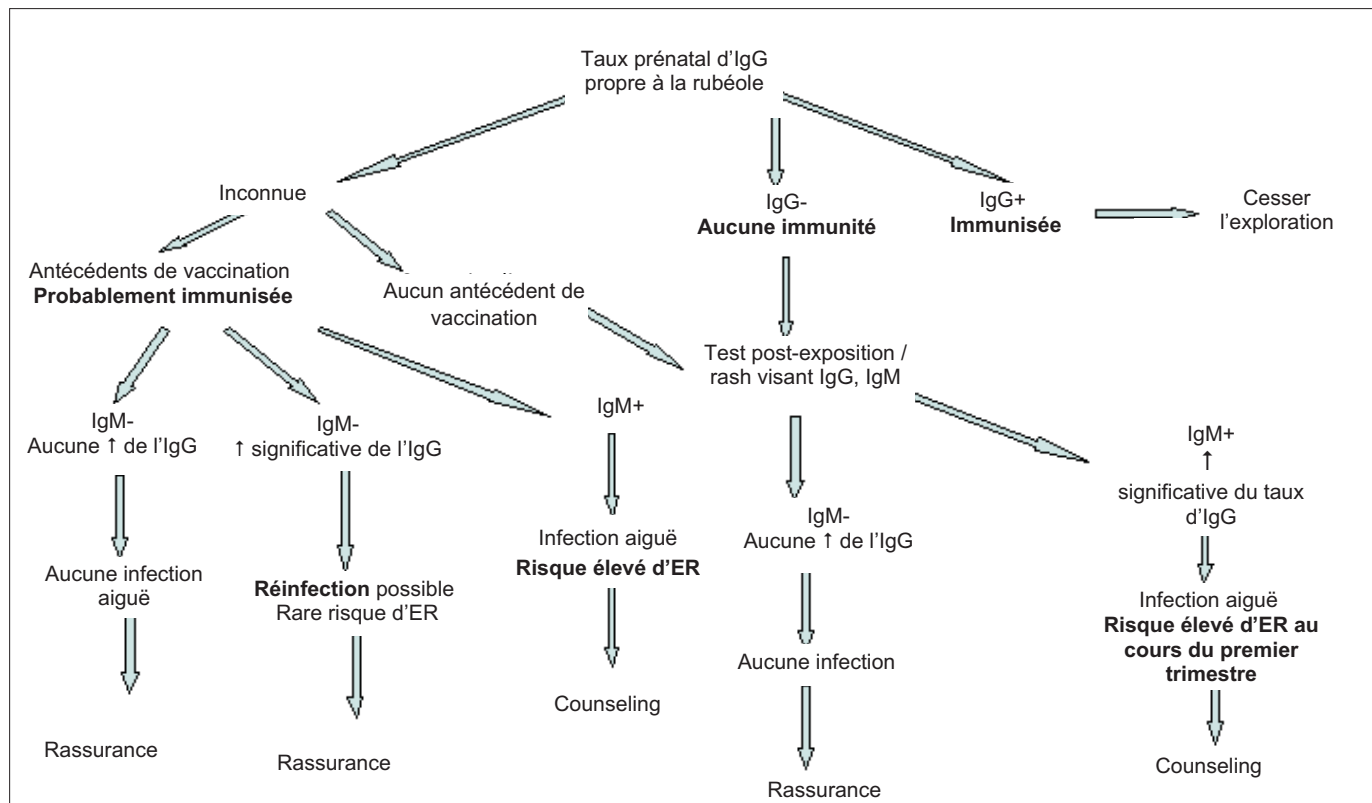 Taux prénatal d'IgG
propre à la rubéole
Inconnue
IgG-
Aucune immunité
IgG+
Immunisée
Cesser
l'exploration
Antécédents de vaccination
Probablement immunisée
Aucun antécédent de
vaccination
Test post-exposition /
rash visant IgG, IgM
IgM-
Aucune ↑ de l'IgG
IgM-
↑ significative de l'IgG
IgM+
IgM+
↑
significative du taux
d'IgG
IgM-
Aucune ↑ de l'IgG
Infection aiguë
Risque élevé d'ER
Aucune infection
aiguë
Réinfection possible
Rare risque d'ER
Infection aiguë
Risque élevé d'ER au
cours du premier
trimestre
Aucune infection
Counseling
Rassurance
Rassurance
Rassurance
Counseling